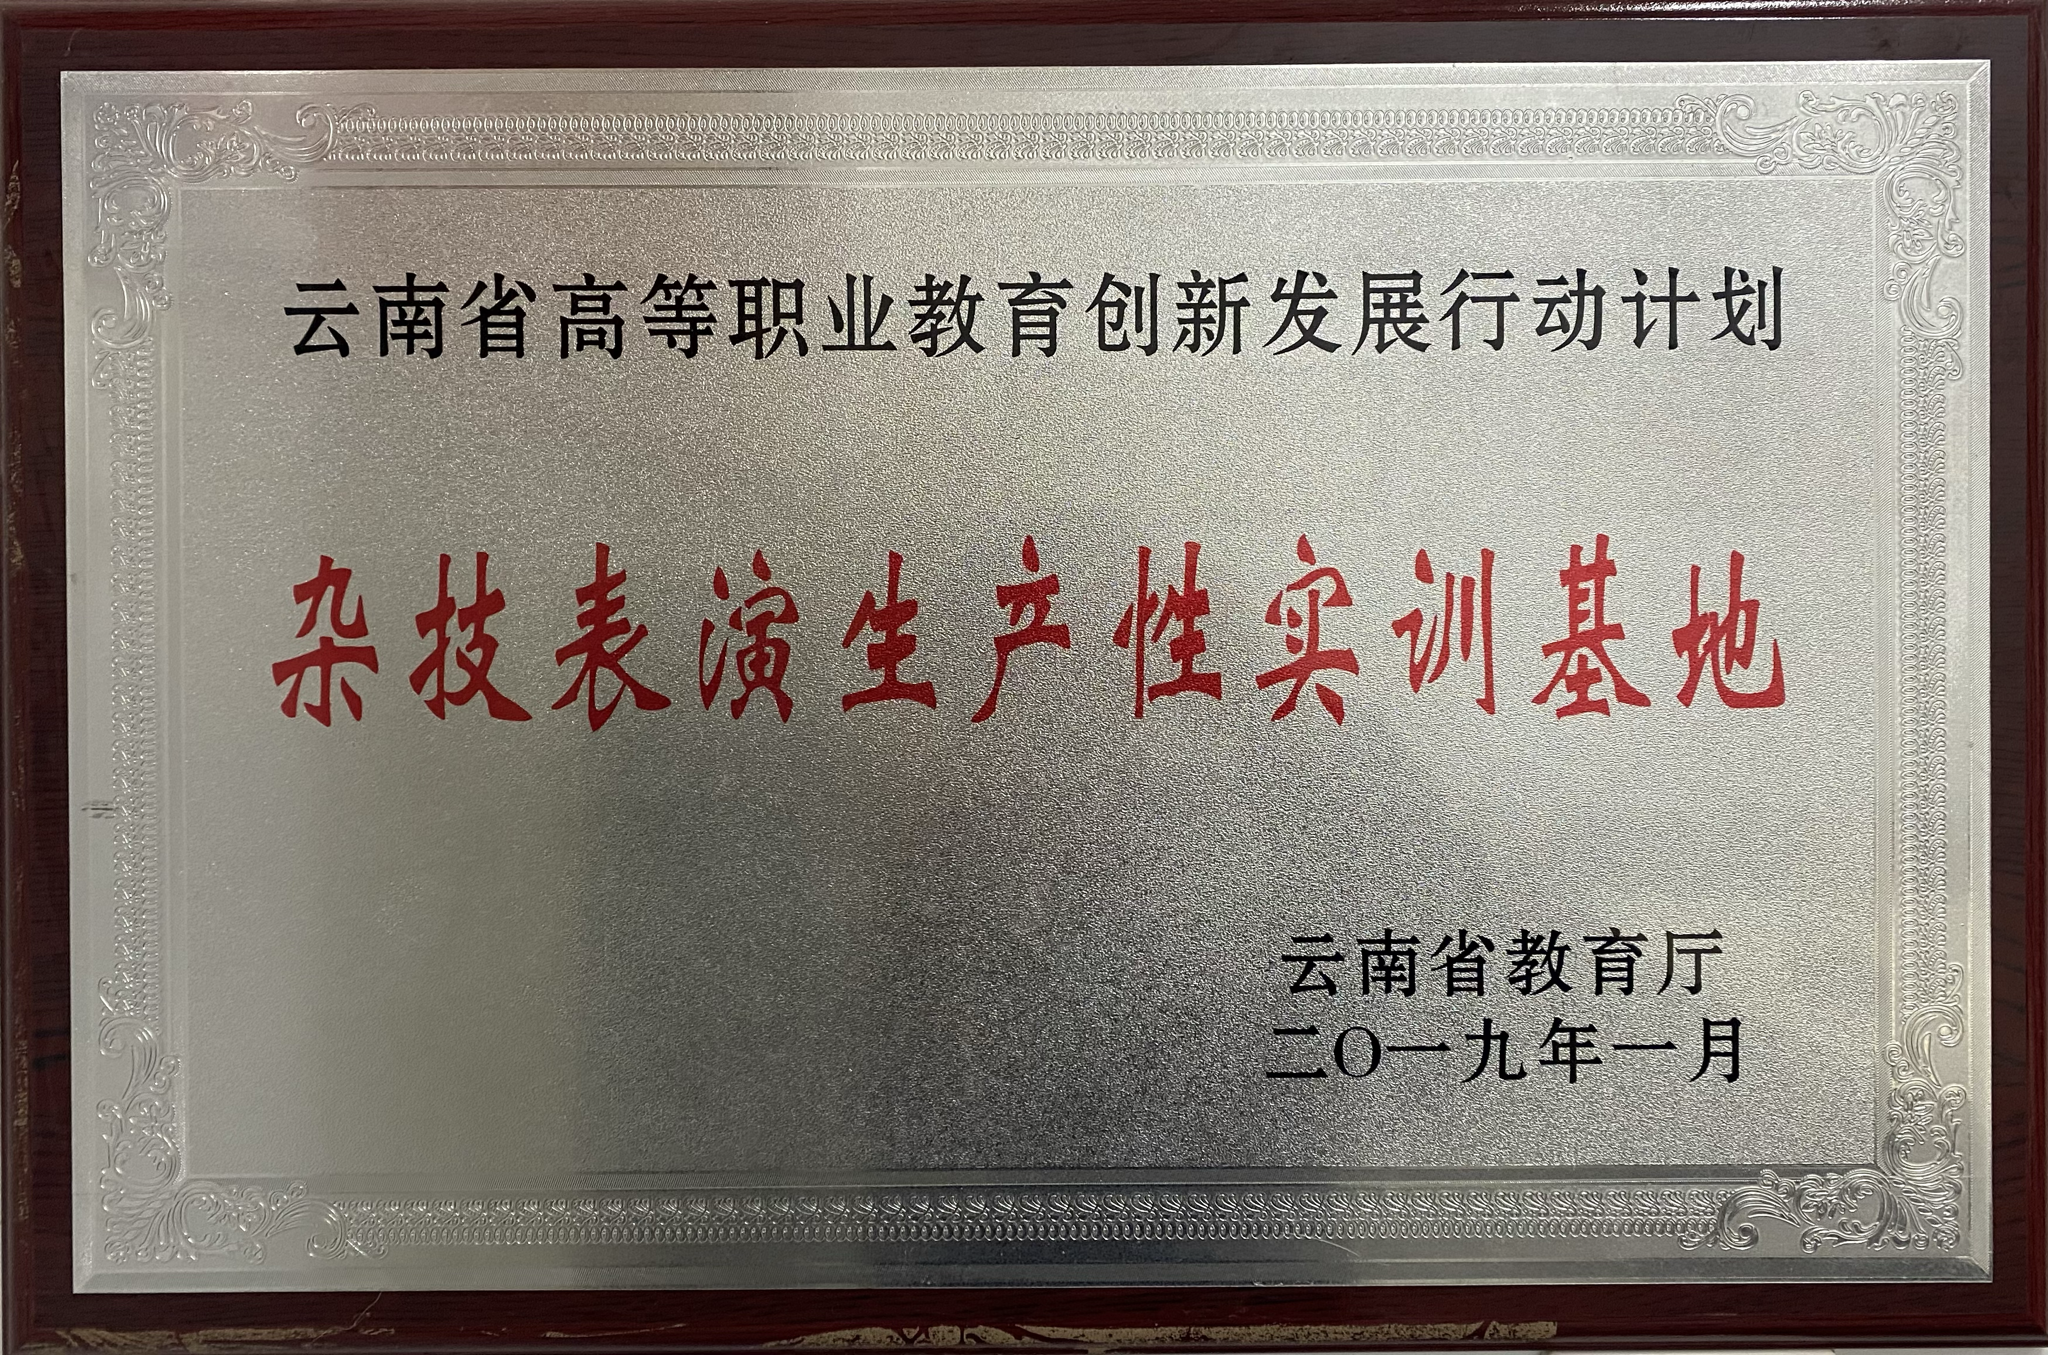 云南省高等职业教育创新发展行动计划
杂技表演生产性实训基地
云南省教育厅
二〇一九年一月